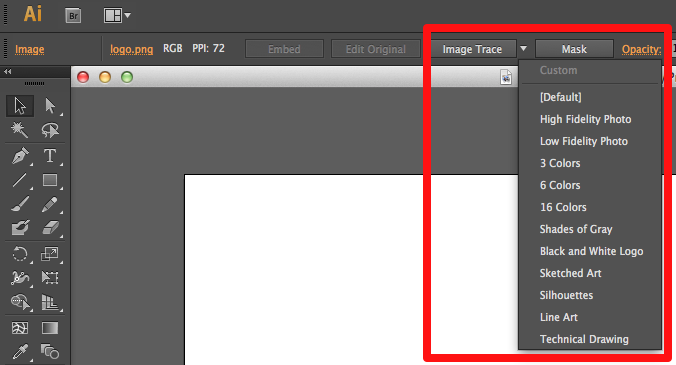 Ai Br
Image logo.png RGB PPI: 72 Embed Edit Original Image Trace Mask Opacity:
Custom
[Default]
High Fidelity Photo
Low Fidelity Photo
3 Colors
6 Colors
16 Colors
Shades of Gray
Black and White Logo
Sketched Art
Silhouettes
Line Art
Technical Drawing
T